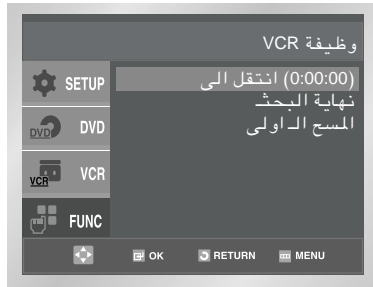 وظيفة VCR
SETUP
(0:00:00) انتقل الى
نهاية البحث
DVD DVD
المسح الاولى
VCR VCR
FUNC
OK RETURN MENU